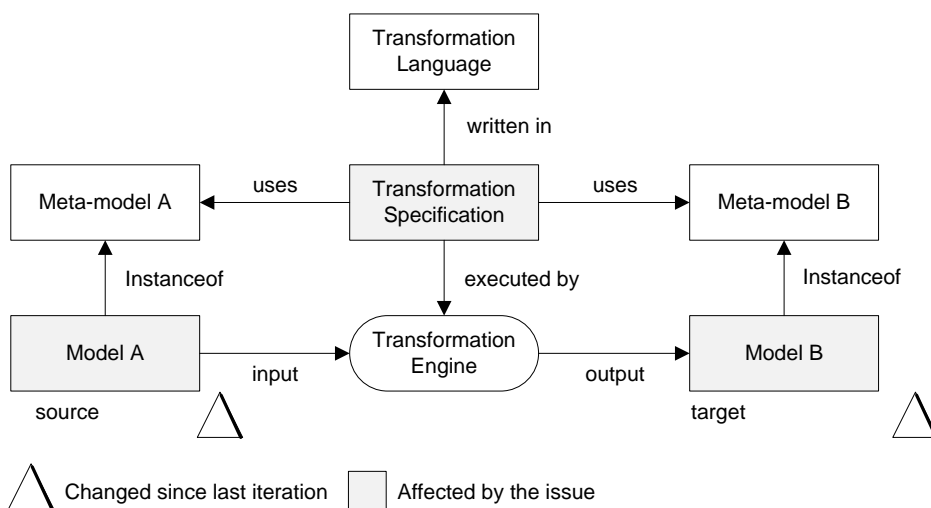 Transformation
Language
written in
Meta-model A
uses
Transformation
Specification
uses
Meta-model B
Instanceof
executed by
Instanceof
Model A
input
Transformation
Engine
output
Model B
source
target
Changed since last iteration
Affected by the issue